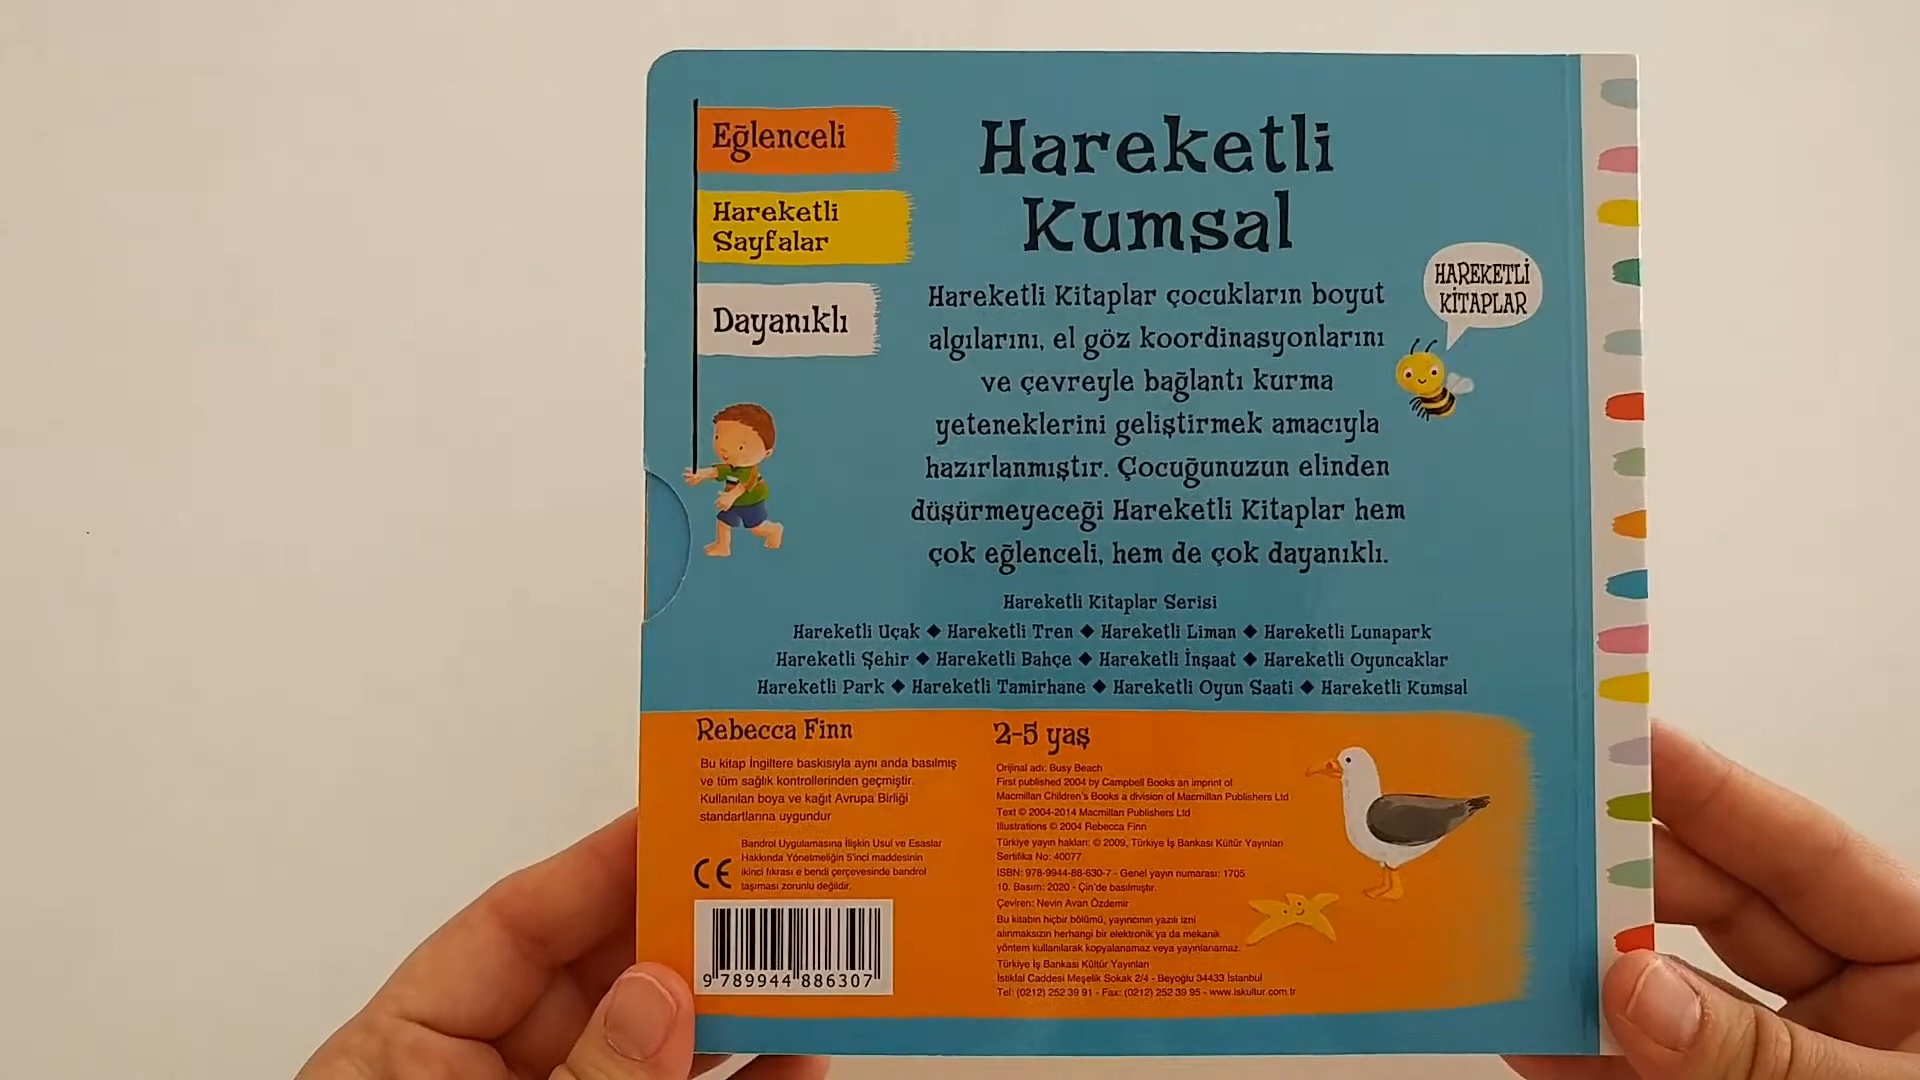 Eğlenceli
Hareketli
Sayfalar
Dayanıklı
Hareketli
Kumsal
HAREKETLİ
KİTAPLAR
Hareketli Kitaplar çocukların boyut
algılarını, el göz koordinasyonlarını
ve çevreyle bağlantı kurma
yeteneklerini geliştirmek amacıyla
hazırlanmıştır. Çocuğunuzun elinden
düşürmeyeceği Hareketli Kitaplar hem
çok eğlenceli, hem de çok dayanıklı.
Hareketli Kitaplar Serisi
Hareketli Uçak ◆ Hareketli Tren ◆ Hareketli Liman ◆ Hareketli Lunapark
Hareketli Şehir ◆ Hareketli Bahçe ◆ Hareketli İnşaat ◆ Hareketli Oyuncaklar
Hareketli Park ◆ Hareketli Tamirhane ◆ Hareketli Oyun Saati ◆ Hareketli Kumsal
Rebecca Finn
Bu kitap İngiltere baskısıyla aynı anda basılmış
ve tüm sağlık kontrollerinden geçmiştir.
Kullanılan boya ve kağıt Avrupa Birliği
standartlarına uygundur
CE
Bandrol Uygulamasına İlişkin Usul ve Esaslar
Hakkında Yönetmeliğin 5'inci maddesinin
ikinci fıkrası e bendi çerçevesinde bandrol
taşıması zorunlu değildir.
9 789944 886307
2-5 yaş
Orijinal adı: Busy Beach
First published 2004 by Campbell Books an imprint of
Macmillan Children's Books a division of Macmillan Publishers Ltd
Text © 2004-2014 Macmillan Publishers Ltd
Illustrations © 2004 Rebecca Finn
Türkiye yayın hakları: © 2009, Türkiye İş Bankası Kültür Yayınları
Sertifika No: 40077
ISBN: 978-9944-88-630-7 - Genel yayın numarası: 1705
10. Basım: 2020 - Çin'de basılmıştır.
Çeviren: Nevin Avan Özdemir
Bu kitabın hiçbir bölümü, yayıncının yazılı izni
alınmaksızın herhangi bir elektronik ya da mekanik
yöntem kullanılarak kopyalanamaz veya yayınlanamaz.
Türkiye İş Bankası Kültür Yayınları
İstiklal Caddesi Meşelik Sokak 2/4 - Beyoğlu 34433 İstanbul
Tel: (0212) 252 39 91 - Fax: (0212) 252 39 95 - www.iskultur.com.tr